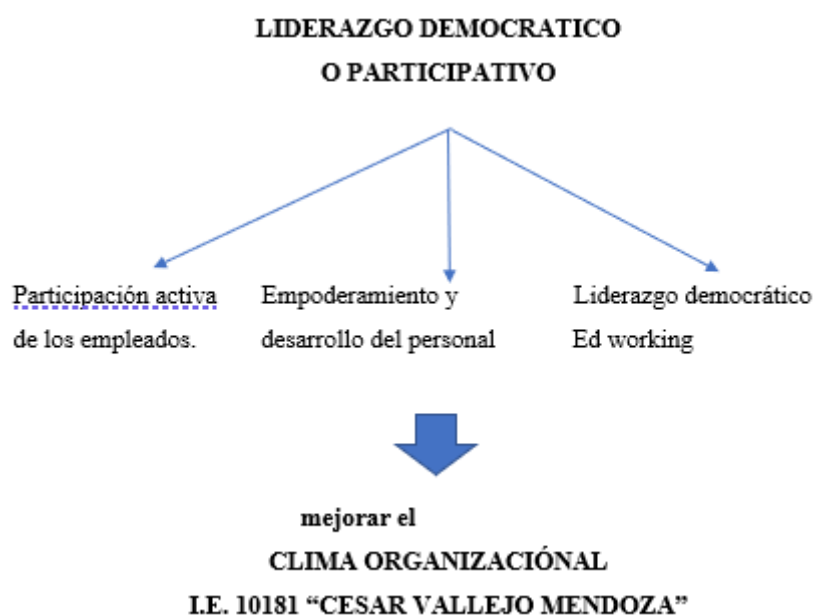 LIDERAZGO DEMOCRATICO
O PARTICIPATIVO
Participación activa
de los empleados.
Empoderamiento y
desarrollo del personal
Liderazgo democrático
Ed working
mejorar el
CLIMA ORGANIZACIÓNAL
I.E. 10181 “CESAR VALLEJO MENDOZA”